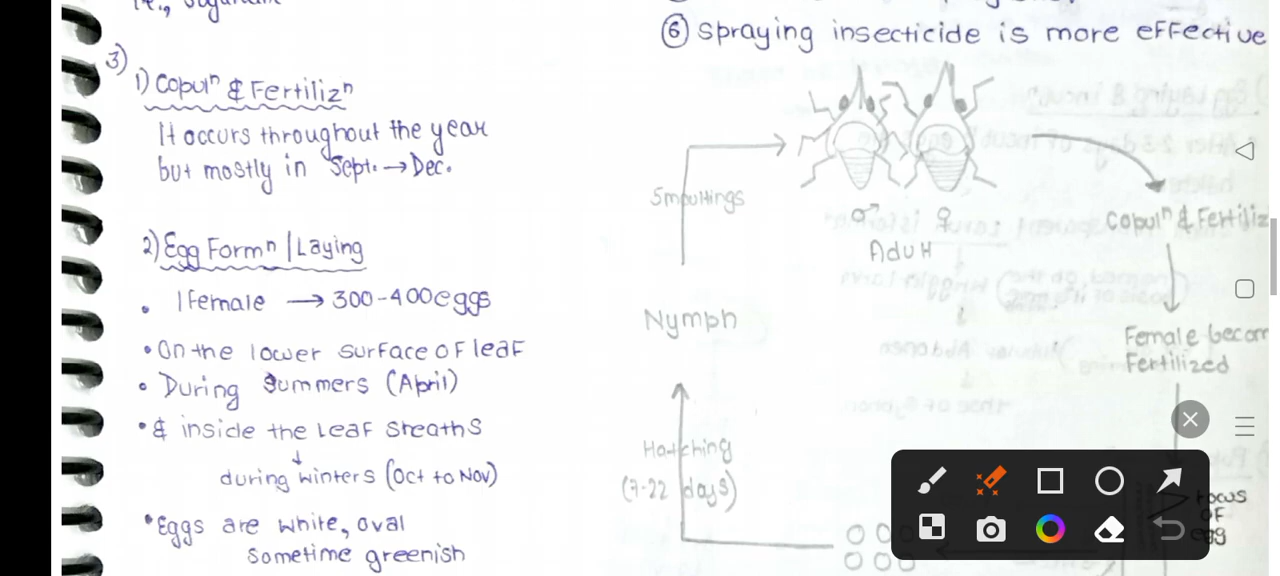 3)
1) Copulⁿ & Fertilizⁿ
It occurs throughout the year
but mostly in Sept. → Dec.
2) Egg Formⁿ | Laying
• 1 Female → 300-400 eggs
• On the lower surface of leaf
• During Summers (April)
• & inside the leaf sheaths
during winters (Oct to Nov)
• Eggs are white, oval
sometime greenish
⑥ Spraying insecticide is more effective
5 moultings
♂ ♀
Adult
Copulⁿ & Fertiliz
Nymph
Female becom
Fertilized
Hatching
(7-22 days)
OF
egg